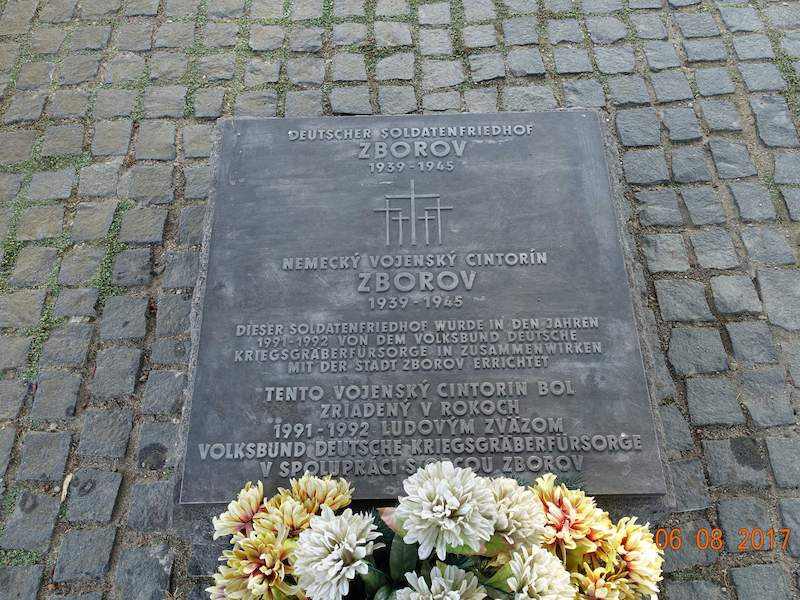 DEUTSCHER SOLDATENFRIEDHOF
ZBOROV
1939-1945
NEMECKÝ VOJENSKÝ CINTORÍN
ZBOROV
1939-1945
DIESER SOLDATENFRIEDHOF WURDE IN DEN JAHREN
1991-1992 VON DEM VOLKSBUND DEUTSCHE
KRIEGSGRÄBERFÜRSORGE IN ZUSAMMENWIRKEN
MIT DER STADT ZBOROV ERRICHTET
TENTO VOJENSKÝ CINTORÍN BOL
ZRIADENÝ V ROKOCH
1991-1992 ĽUDOVÝM ZVÄZOM
VOLKSBUND DEUTSCHE KRIEGSGRÄBERFÜRSORGE
V SPOLUPRÁCI S ZBOROV
06 08 2017